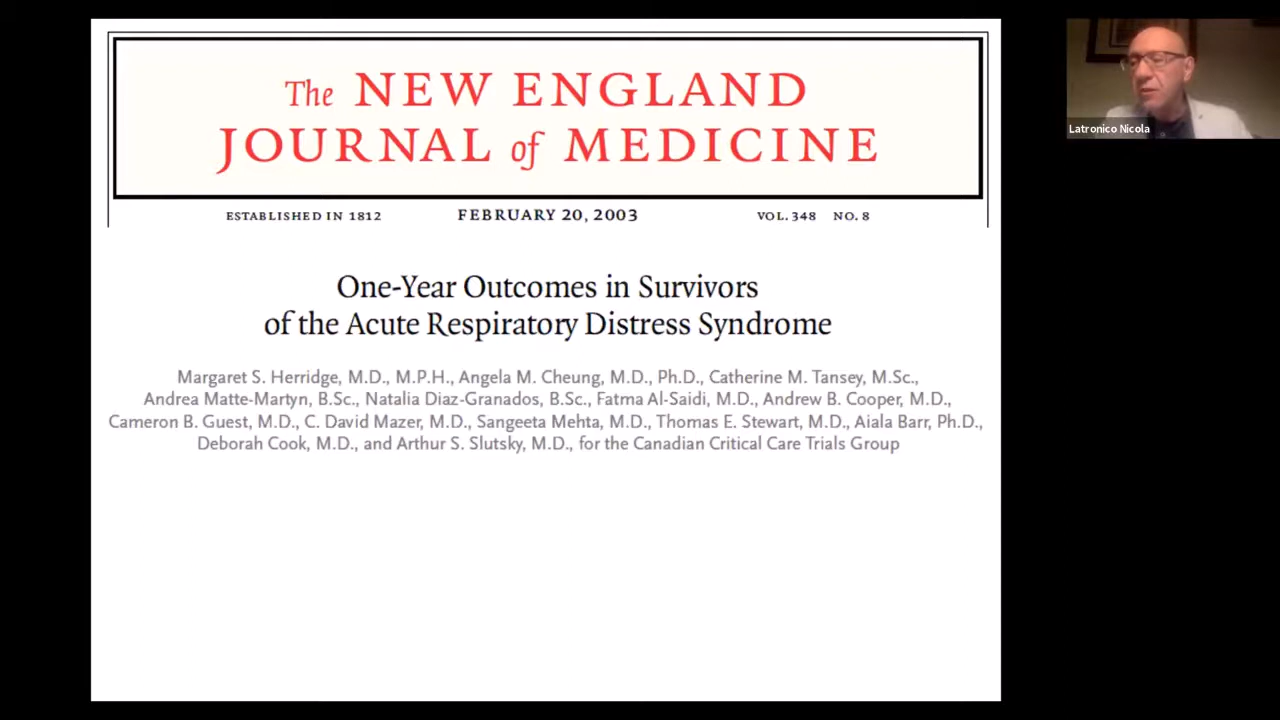 The NEW ENGLAND
JOURNAL of MEDICINE
ESTABLISHED IN 1812 FEBRUARY 20, 2003 VOL. 348 NO. 8
One-Year Outcomes in Survivors
of the Acute Respiratory Distress Syndrome
Margaret S. Herridge, M.D., M.P.H., Angela M. Cheung, M.D., Ph.D., Catherine M. Tansey, M.Sc.,
Andrea Matte-Martyn, B.Sc., Natalia Diaz-Granados, B.Sc., Fatma Al-Saidi, M.D., Andrew B. Cooper, M.D.,
Cameron B. Guest, M.D., C. David Mazer, M.D., Sangeeta Mehta, M.D., Thomas E. Stewart, M.D., Aiala Barr, Ph.D.,
Deborah Cook, M.D., and Arthur S. Slutsky, M.D., for the Canadian Critical Care Trials Group
Latronico Nicola